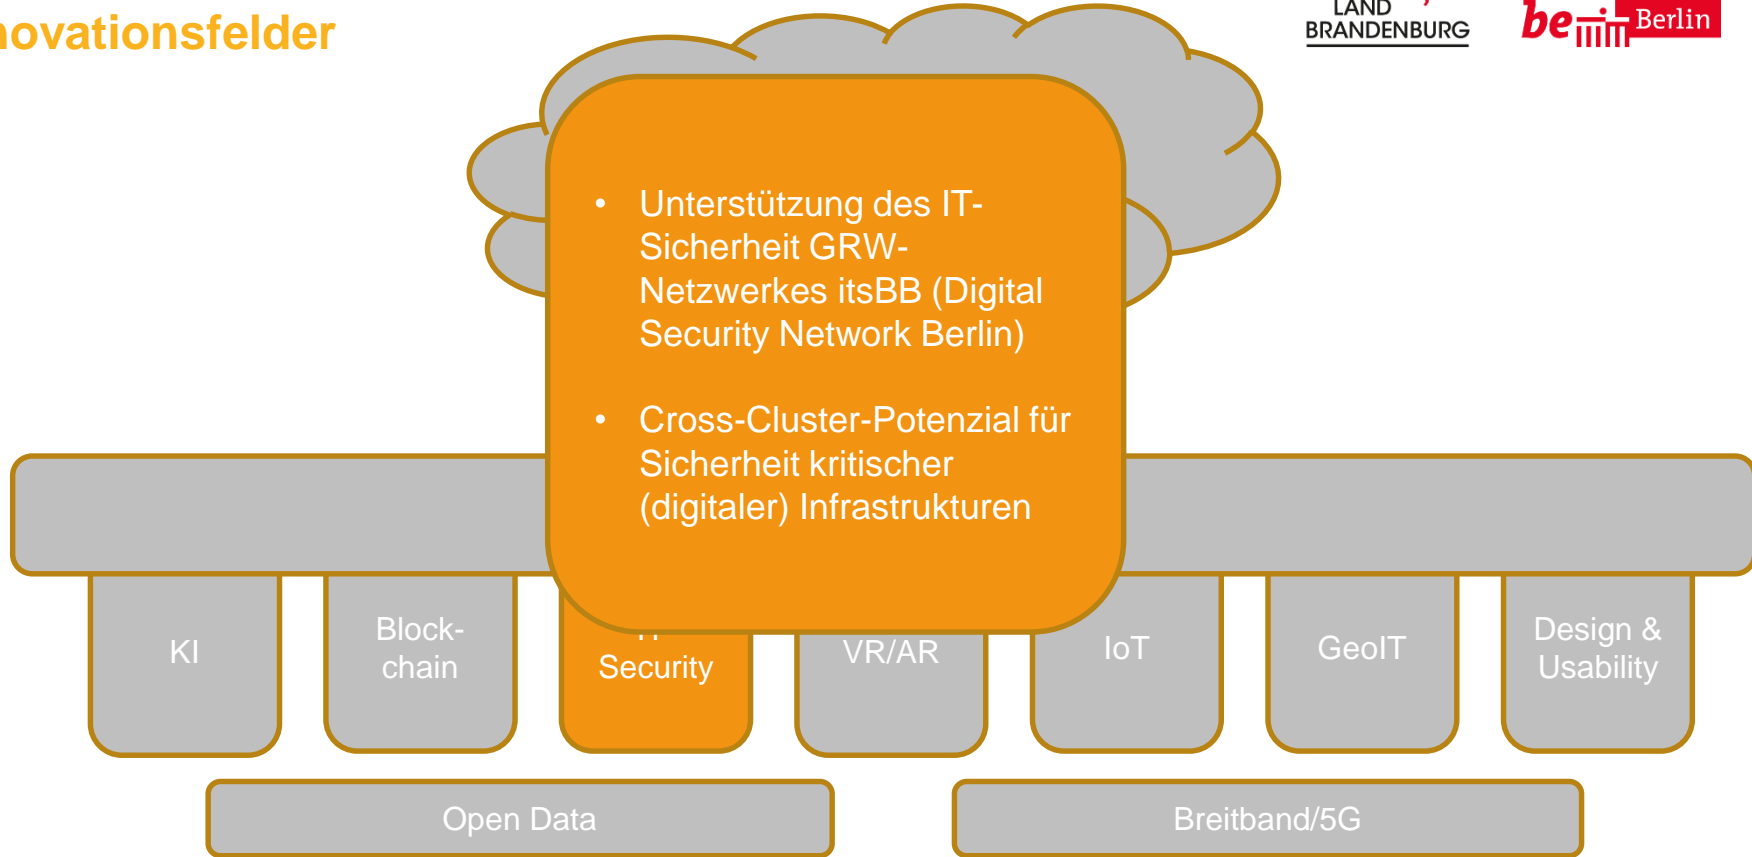 novationsfelder
LAND
BRANDENBURG
be Berlin
• Unterstützung des IT-
Sicherheit GRW-
Netzwerkes itsBB (Digital
Security Network Berlin)
• Cross-Cluster-Potenzial für
Sicherheit kritischer
(digitaler) Infrastrukturen
KI
Block-
chain
Security
VR/AR
IoT
GeoIT
Design &
Usability
Open Data
Breitband/5G